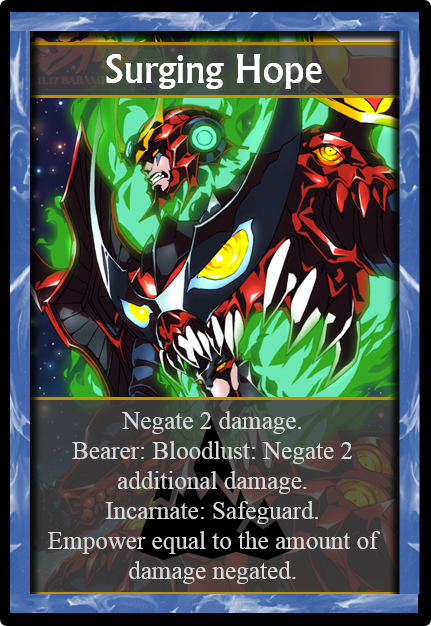 Surging Hope
Negate 2 damage.
Bearer: Bloodlust: Negate 2
additional damage.
Incarnate: Safeguard.
Empower equal to the amount of
damage negated.